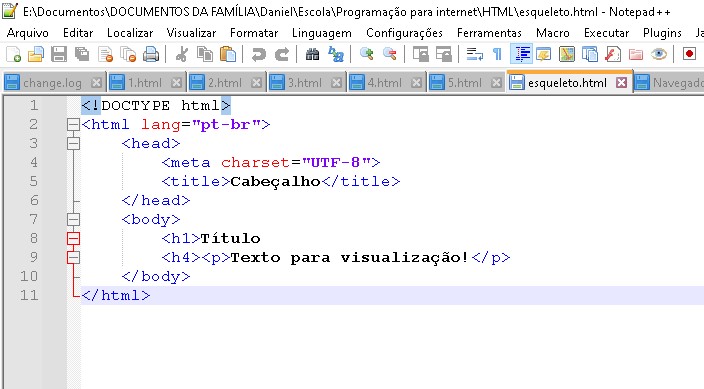 E:\Documentos\DOCUMENTOS DA FAMÍLIA\Daniel\Escola\Programação para internet\HTML\esqueleto.html - Notepad++
Arquivo Editar Localizar Visualizar Formatar Linguagem Configurações Ferramentas Macro Executar Plugins Ja
change.log 1.html 2.html 3.html 4.html 5.html esqueleto.html Navegado
1 <!DOCTYPE html>
2 <html lang="pt-br">
3 <head>
4 <meta charset="UTF-8">
5 <title>Cabeçalho</title>
6 </head>
7 <body>
8 <h1>Título
9 <h4><p>Texto para visualização!</p>
10 </body>
11 </html>